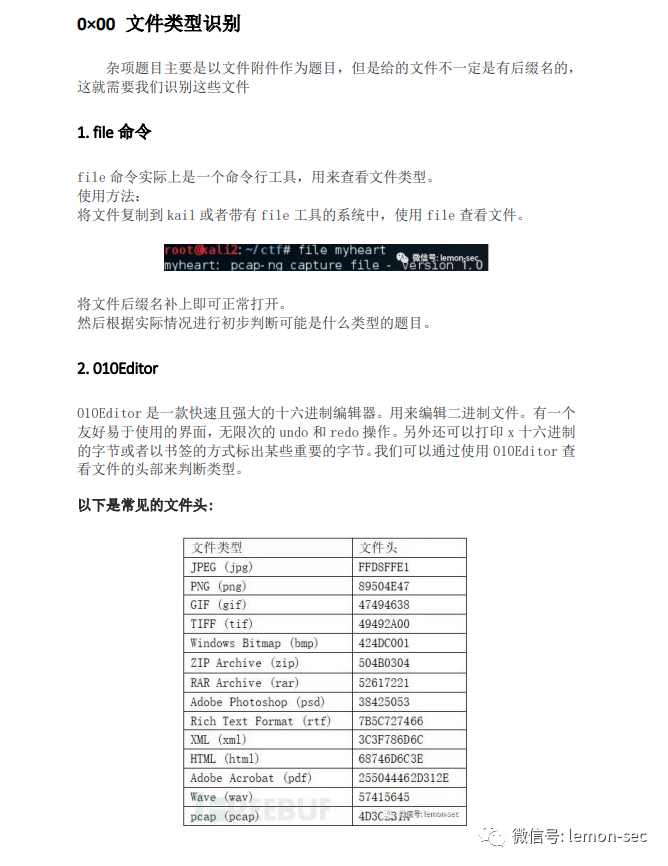 0×00 文件类型识别
杂项题目主要是以文件附件作为题目，但是给的文件不一定是有后缀名的，
这就需要我们识别这些文件
1. file 命令
file 命令实际上是一个命令行工具，用来查看文件类型。
使用方法：
将文件复制到 kail 或者带有 file 工具的系统中，使用 file 查看文件。
root@kali2:~/ctf# file myheart
微信号: lemon-sec
myheart: pcap-ng capture file - version 1.0
将文件后缀名补上即可正常打开。
然后根据实际情况进行初步判断可能是什么类型的题目。
2. 010Editor
010Editor 是一款快速且强大的十六进制编辑器。用来编辑二进制文件。有一个
友好易于使用的界面，无限次的 undo 和 redo 操作。另外还可以打印 x 十六进制
的字节或者以书签的方式标出某些重要的字节。我们可以通过使用 010Editor 查
看文件的头部来判断类型。
以下是常见的文件头:
文件类型 文件头
JPEG (jpg) FFD8FFE1
PNG (png) 89504E47
GIF (gif) 47494638
TIFF (tif) 49492A00
Windows Bitmap (bmp) 424DC001
ZIP Archive (zip) 504B0304
RAR Archive (rar) 52617221
Adobe Photoshop (psd) 38425053
Rich Text Format (rtf) 7B5C727466
XML (xml) 3C3F786D6C
HTML (html) 68746D6C3E
Adobe Acrobat (pdf) 255044462D312E
Wave (wav) 57415645
pcap (pcap)
微信号: lemon-sec
微信号: lemon-sec